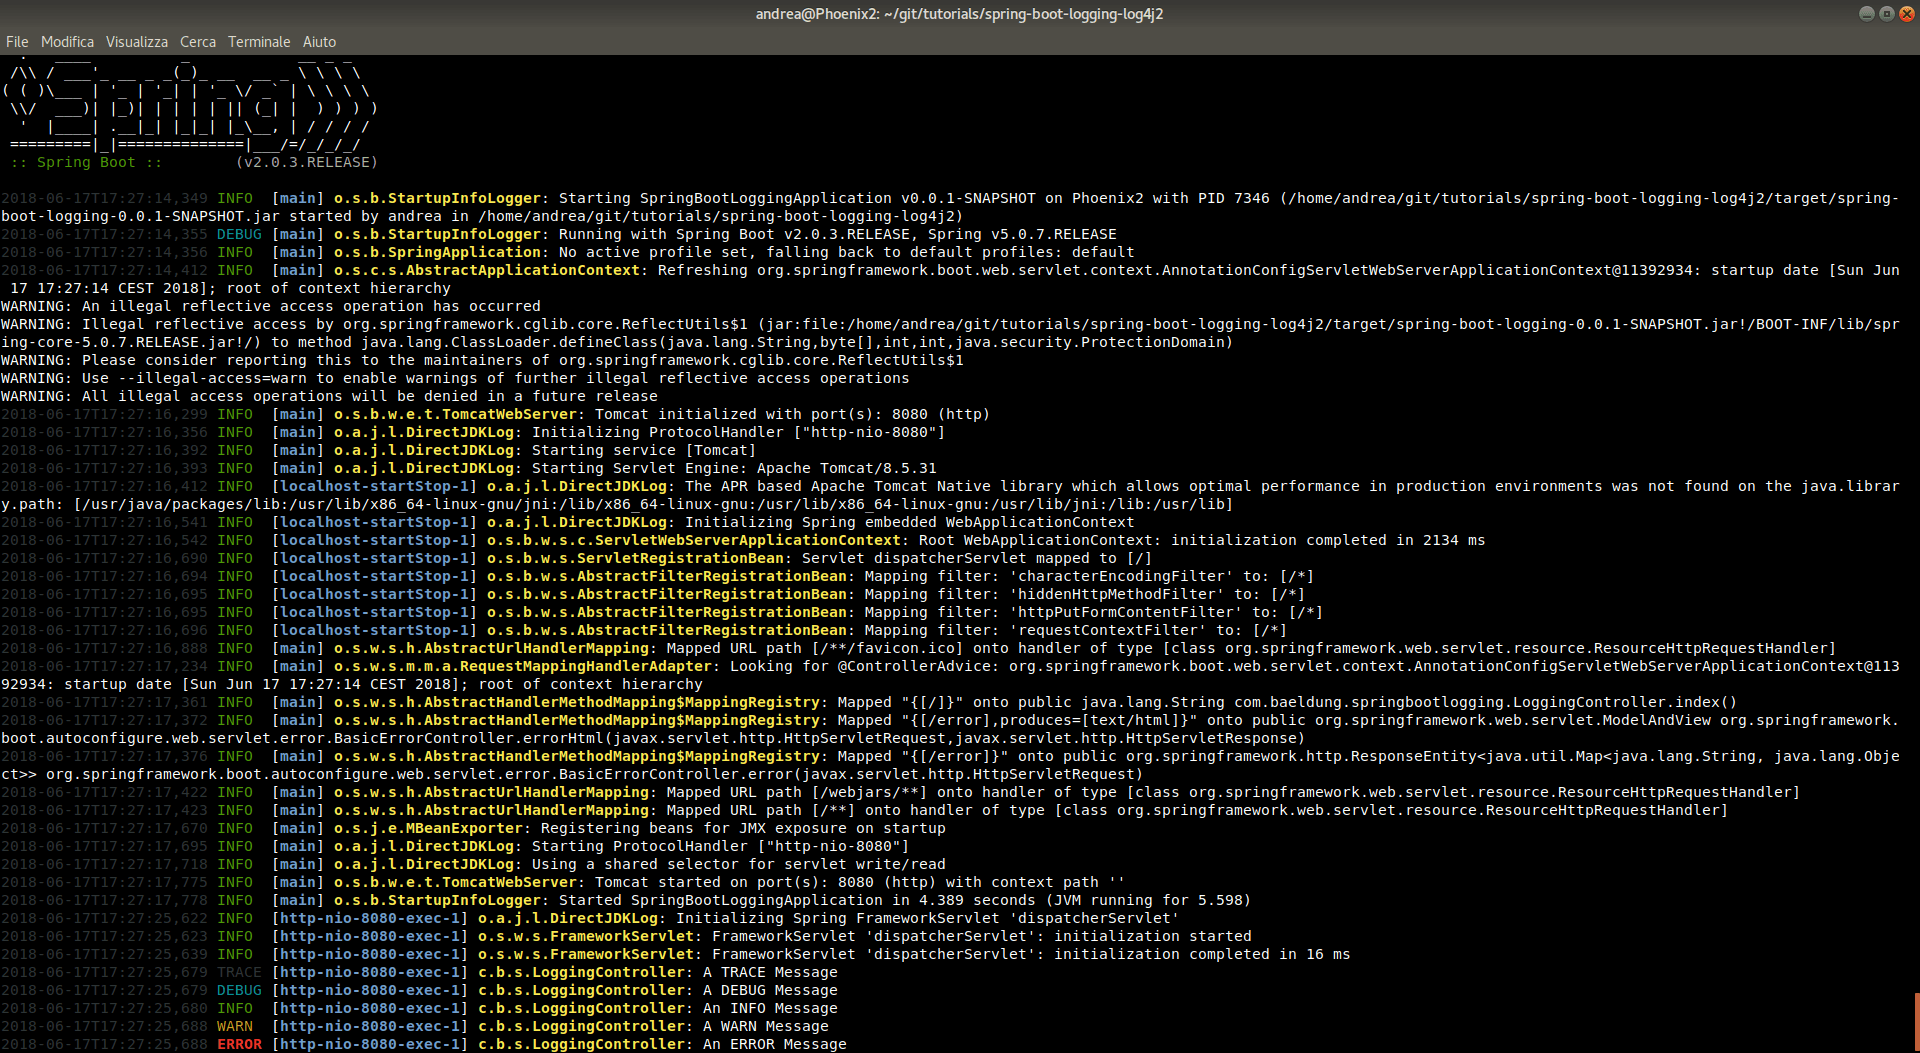 andrea@Phoenix2: ~/git/tutorials/spring-boot-logging-log4j2
File Modifica Visualizza Cerca Terminale Aiuto
  .   ____          _            __ _ _
 /\\ / ___'_ __ _ _(_)_ __  __ _ \ \ \ \
( ( )\___ | '_ | '_| | '_ \/ _` | \ \ \ \
 \\/  ___)| |_)| | | | | || (_| |  ) ) ) )
  '  |____| .__|_| |_|_| |_\__, | / / / /
 =========|_|==============|___/=/_/_/_/
 :: Spring Boot ::        (v2.0.3.RELEASE)
2018-06-17T17:27:14,349 INFO  [main] o.s.b.StartupInfoLogger: Starting SpringBootLoggingApplication v0.0.1-SNAPSHOT on Phoenix2 with PID 7346 (/home/andrea/git/tutorials/spring-boot-logging-log4j2/target/spring-
boot-logging-0.0.1-SNAPSHOT.jar started by andrea in /home/andrea/git/tutorials/spring-boot-logging-log4j2)
2018-06-17T17:27:14,355 DEBUG [main] o.s.b.StartupInfoLogger: Running with Spring Boot v2.0.3.RELEASE, Spring v5.0.7.RELEASE
2018-06-17T17:27:14,356 INFO  [main] o.s.b.SpringApplication: No active profile set, falling back to default profiles: default
2018-06-17T17:27:14,412 INFO  [main] o.s.c.s.AbstractApplicationContext: Refreshing org.springframework.boot.web.servlet.context.AnnotationConfigServletWebServerApplicationContext@11392934: startup date [Sun Jun
 17 17:27:14 CEST 2018]; root of context hierarchy
WARNING: An illegal reflective access operation has occurred
WARNING: Illegal reflective access by org.springframework.cglib.core.ReflectUtils$1 (jar:file:/home/andrea/git/tutorials/spring-boot-logging-log4j2/target/spring-boot-logging-0.0.1-SNAPSHOT.jar!/BOOT-INF/lib/spr
ing-core-5.0.7.RELEASE.jar!/) to method java.lang.ClassLoader.defineClass(java.lang.String,byte[],int,int,java.security.ProtectionDomain)
WARNING: Please consider reporting this to the maintainers of org.springframework.cglib.core.ReflectUtils$1
WARNING: Use --illegal-access=warn to enable warnings of further illegal reflective access operations
WARNING: All illegal access operations will be denied in a future release
2018-06-17T17:27:16,299 INFO  [main] o.s.b.w.e.t.TomcatWebServer: Tomcat initialized with port(s): 8080 (http)
2018-06-17T17:27:16,356 INFO  [main] o.a.j.l.DirectJDKLog: Initializing ProtocolHandler ["http-nio-8080"]
2018-06-17T17:27:16,392 INFO  [main] o.a.j.l.DirectJDKLog: Starting service [Tomcat]
2018-06-17T17:27:16,393 INFO  [main] o.a.j.l.DirectJDKLog: Starting Servlet Engine: Apache Tomcat/8.5.31
2018-06-17T17:27:16,412 INFO  [localhost-startStop-1] o.a.j.l.DirectJDKLog: The APR based Apache Tomcat Native library which allows optimal performance in production environments was not found on the java.librar
y.path: [/usr/java/packages/lib:/usr/lib/x86_64-linux-gnu/jni:/lib/x86_64-linux-gnu:/usr/lib/x86_64-linux-gnu:/usr/lib/jni:/lib:/usr/lib]
2018-06-17T17:27:16,541 INFO  [localhost-startStop-1] o.a.j.l.DirectJDKLog: Initializing Spring embedded WebApplicationContext
2018-06-17T17:27:16,542 INFO  [localhost-startStop-1] o.s.b.w.s.c.ServletWebServerApplicationContext: Root WebApplicationContext: initialization completed in 2134 ms
2018-06-17T17:27:16,690 INFO  [localhost-startStop-1] o.s.b.w.s.ServletRegistrationBean: Servlet dispatcherServlet mapped to [/]
2018-06-17T17:27:16,694 INFO  [localhost-startStop-1] o.s.b.w.s.AbstractFilterRegistrationBean: Mapping filter: 'characterEncodingFilter' to: [/*]
2018-06-17T17:27:16,695 INFO  [localhost-startStop-1] o.s.b.w.s.AbstractFilterRegistrationBean: Mapping filter: 'hiddenHttpMethodFilter' to: [/*]
2018-06-17T17:27:16,695 INFO  [localhost-startStop-1] o.s.b.w.s.AbstractFilterRegistrationBean: Mapping filter: 'httpPutFormContentFilter' to: [/*]
2018-06-17T17:27:16,696 INFO  [localhost-startStop-1] o.s.b.w.s.AbstractFilterRegistrationBean: Mapping filter: 'requestContextFilter' to: [/*]
2018-06-17T17:27:16,888 INFO  [main] o.s.w.s.h.AbstractUrlHandlerMapping: Mapped URL path [/**/favicon.ico] onto handler of type [class org.springframework.web.servlet.resource.ResourceHttpRequestHandler]
2018-06-17T17:27:17,234 INFO  [main] o.s.w.s.m.m.a.RequestMappingHandlerAdapter: Looking for @ControllerAdvice: org.springframework.boot.web.servlet.context.AnnotationConfigServletWebServerApplicationContext@113
92934: startup date [Sun Jun 17 17:27:14 CEST 2018]; root of context hierarchy
2018-06-17T17:27:17,361 INFO  [main] o.s.w.s.h.AbstractHandlerMethodMapping$MappingRegistry: Mapped "{[/]}" onto public java.lang.String com.baeldung.springbootlogging.LoggingController.index()
2018-06-17T17:27:17,372 INFO  [main] o.s.w.s.h.AbstractHandlerMethodMapping$MappingRegistry: Mapped "{[/error],produces=[text/html]}" onto public org.springframework.web.servlet.ModelAndView org.springframework.
boot.autoconfigure.web.servlet.error.BasicErrorController.errorHtml(javax.servlet.http.HttpServletRequest,javax.servlet.http.HttpServletResponse)
2018-06-17T17:27:17,376 INFO  [main] o.s.w.s.h.AbstractHandlerMethodMapping$MappingRegistry: Mapped "{[/error]}" onto public org.springframework.http.ResponseEntity<java.util.Map<java.lang.String, java.lang.Obje
ct>> org.springframework.boot.autoconfigure.web.servlet.error.BasicErrorController.error(javax.servlet.http.HttpServletRequest)
2018-06-17T17:27:17,422 INFO  [main] o.s.w.s.h.AbstractUrlHandlerMapping: Mapped URL path [/webjars/**] onto handler of type [class org.springframework.web.servlet.resource.ResourceHttpRequestHandler]
2018-06-17T17:27:17,423 INFO  [main] o.s.w.s.h.AbstractUrlHandlerMapping: Mapped URL path [/**] onto handler of type [class org.springframework.web.servlet.resource.ResourceHttpRequestHandler]
2018-06-17T17:27:17,670 INFO  [main] o.s.j.e.MBeanExporter: Registering beans for JMX exposure on startup
2018-06-17T17:27:17,695 INFO  [main] o.a.j.l.DirectJDKLog: Starting ProtocolHandler ["http-nio-8080"]
2018-06-17T17:27:17,718 INFO  [main] o.a.j.l.DirectJDKLog: Using a shared selector for servlet write/read
2018-06-17T17:27:17,775 INFO  [main] o.s.b.w.e.t.TomcatWebServer: Tomcat started on port(s): 8080 (http) with context path ''
2018-06-17T17:27:17,778 INFO  [main] o.s.b.StartupInfoLogger: Started SpringBootLoggingApplication in 4.389 seconds (JVM running for 5.598)
2018-06-17T17:27:25,622 INFO  [http-nio-8080-exec-1] o.a.j.l.DirectJDKLog: Initializing Spring FrameworkServlet 'dispatcherServlet'
2018-06-17T17:27:25,623 INFO  [http-nio-8080-exec-1] o.s.w.s.FrameworkServlet: FrameworkServlet 'dispatcherServlet': initialization started
2018-06-17T17:27:25,639 INFO  [http-nio-8080-exec-1] o.s.w.s.FrameworkServlet: FrameworkServlet 'dispatcherServlet': initialization completed in 16 ms
2018-06-17T17:27:25,679 TRACE [http-nio-8080-exec-1] c.b.s.LoggingController: A TRACE Message
2018-06-17T17:27:25,679 DEBUG [http-nio-8080-exec-1] c.b.s.LoggingController: A DEBUG Message
2018-06-17T17:27:25,680 INFO  [http-nio-8080-exec-1] c.b.s.LoggingController: An INFO Message
2018-06-17T17:27:25,688 WARN  [http-nio-8080-exec-1] c.b.s.LoggingController: A WARN Message
2018-06-17T17:27:25,688 ERROR [http-nio-8080-exec-1] c.b.s.LoggingController: An ERROR Message